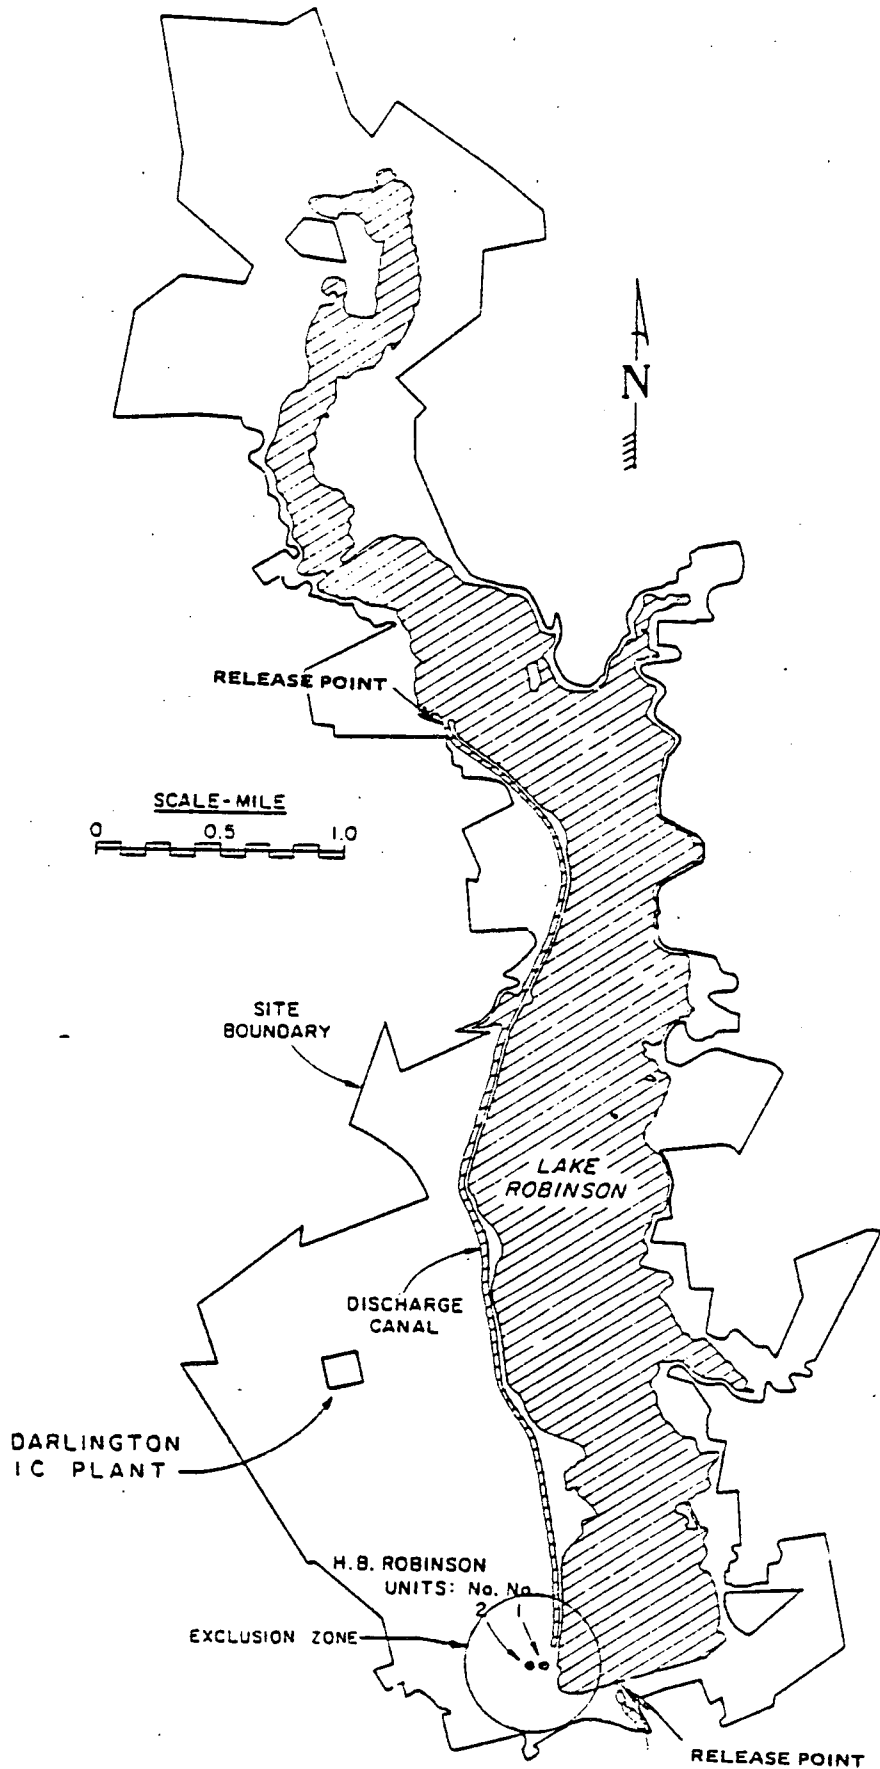 N
RELEASE POINT
SCALE-MILE
0 0.5 1.0
SITE
BOUNDARY
LAKE
ROBINSON
DISCHARGE
CANAL
DARLINGTON
IC PLANT
H.B. ROBINSON
UNITS: No. No.
2 1
EXCLUSION ZONE
RELEASE POINT